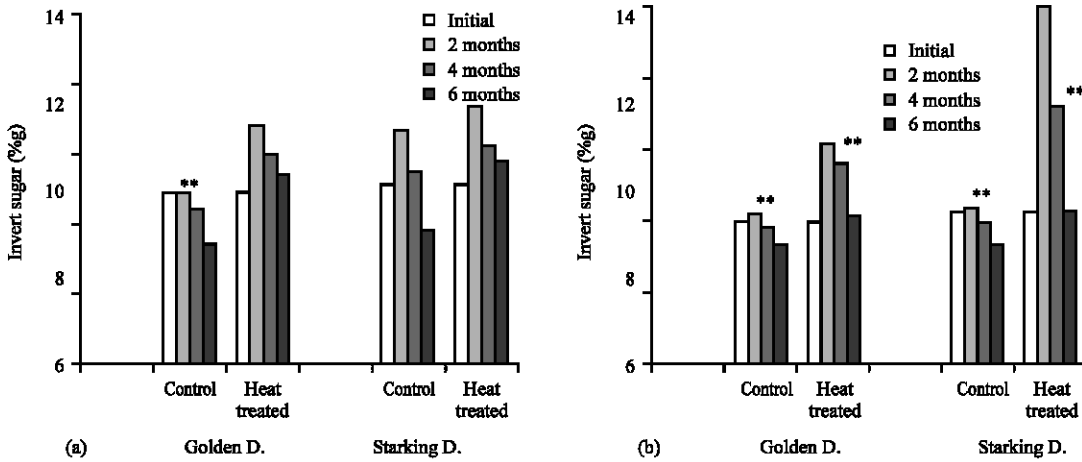 14
12
10
8
6
Invert sugar (%g)
Initial
2 months
4 months
6 months
**
Control
Heat treated
Control
Heat treated
(a)
Golden D.
Starking D.
14
12
10
8
6
Invert sugar (%g)
Initial
2 months
4 months
6 months
**
**
**
**
Control
Heat treated
Control
Heat treated
(b)
Golden D.
Starking D.